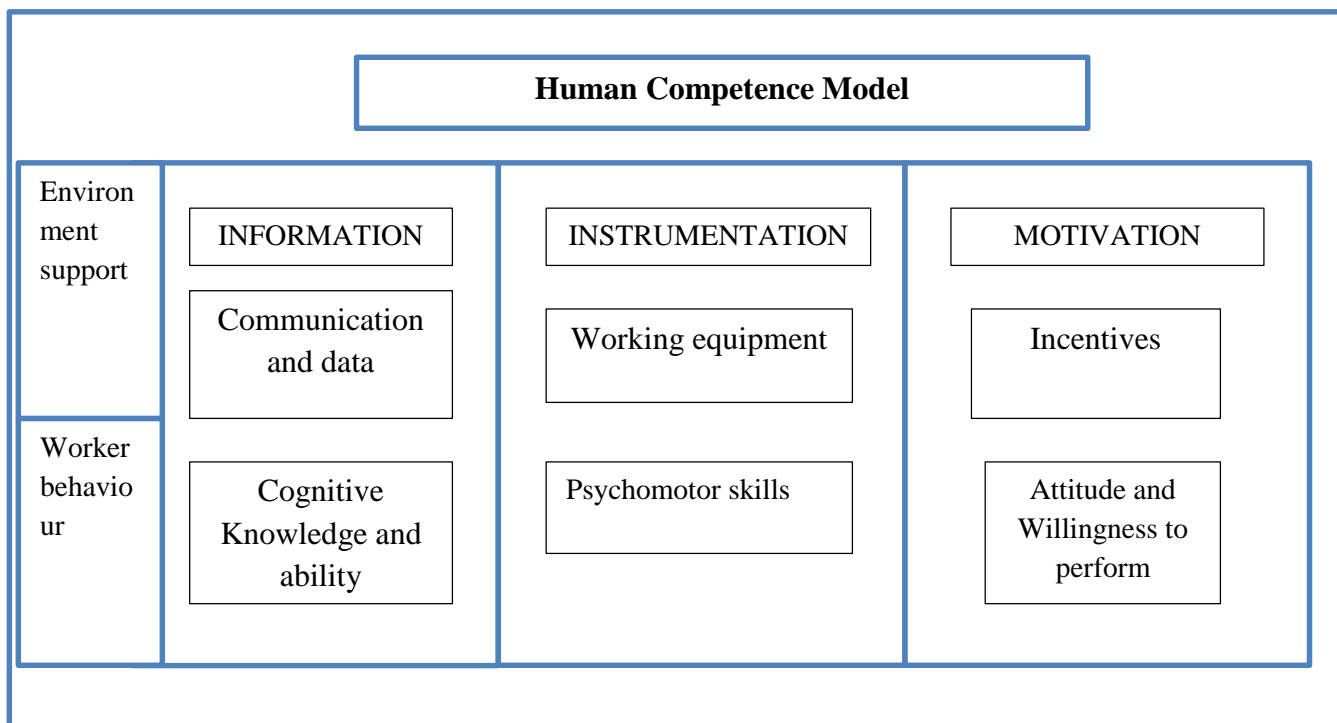 Human Competence Model
Environ
ment
support
INFORMATION
INSTRUMENTATION
MOTIVATION
Communication
and data
Working equipment
Incentives
Worker
behavio
ur
Cognitive
Knowledge and
ability
Psychomotor skills
Attitude and
Willingness to
perform